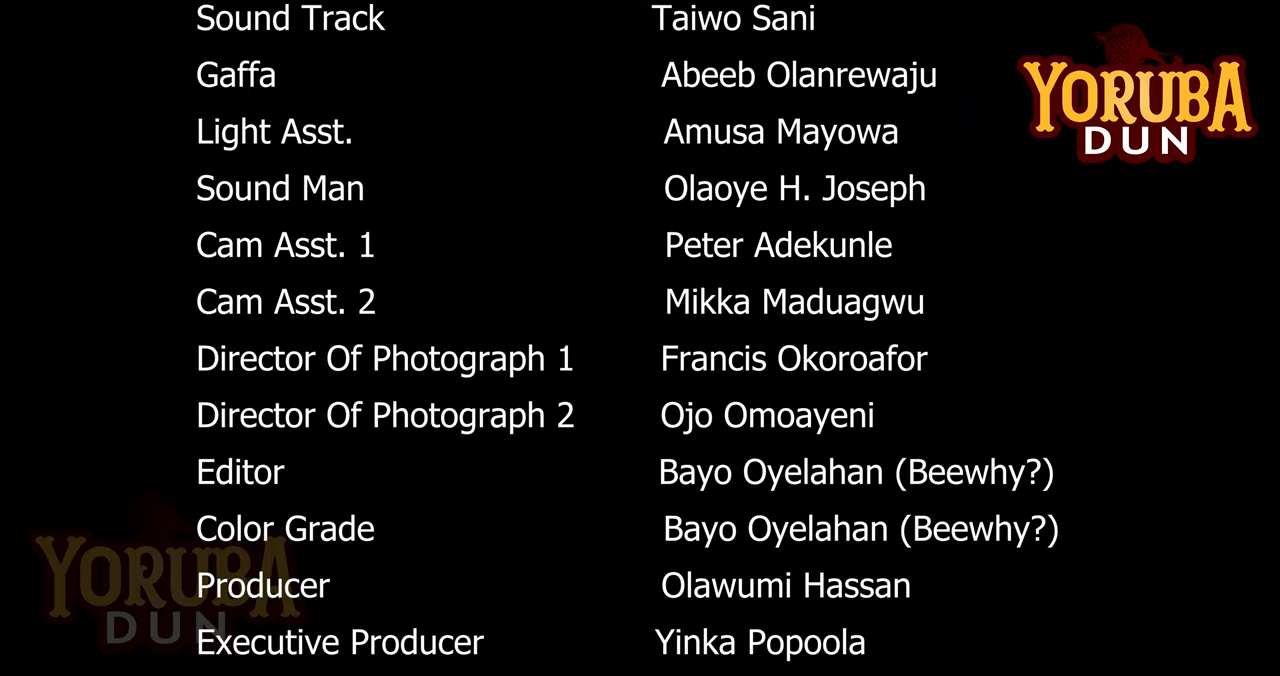 Sound Track Taiwo Sani
Gaffa Abeeb Olanrewaju
Light Asst. Amusa Mayowa
Sound Man Olaoye H. Joseph
Cam Asst. 1 Peter Adekunle
Cam Asst. 2 Mikka Maduagwu
Director Of Photograph 1 Francis Okoroafor
Director Of Photograph 2 Ojo Omoayeni
Editor Bayo Oyelahan (Beewhy?)
Color Grade Bayo Oyelahan (Beewhy?)
Producer Olawumi Hassan
Executive Producer Yinka Popoola
YORUBA
DUN
YORUBA
DUN